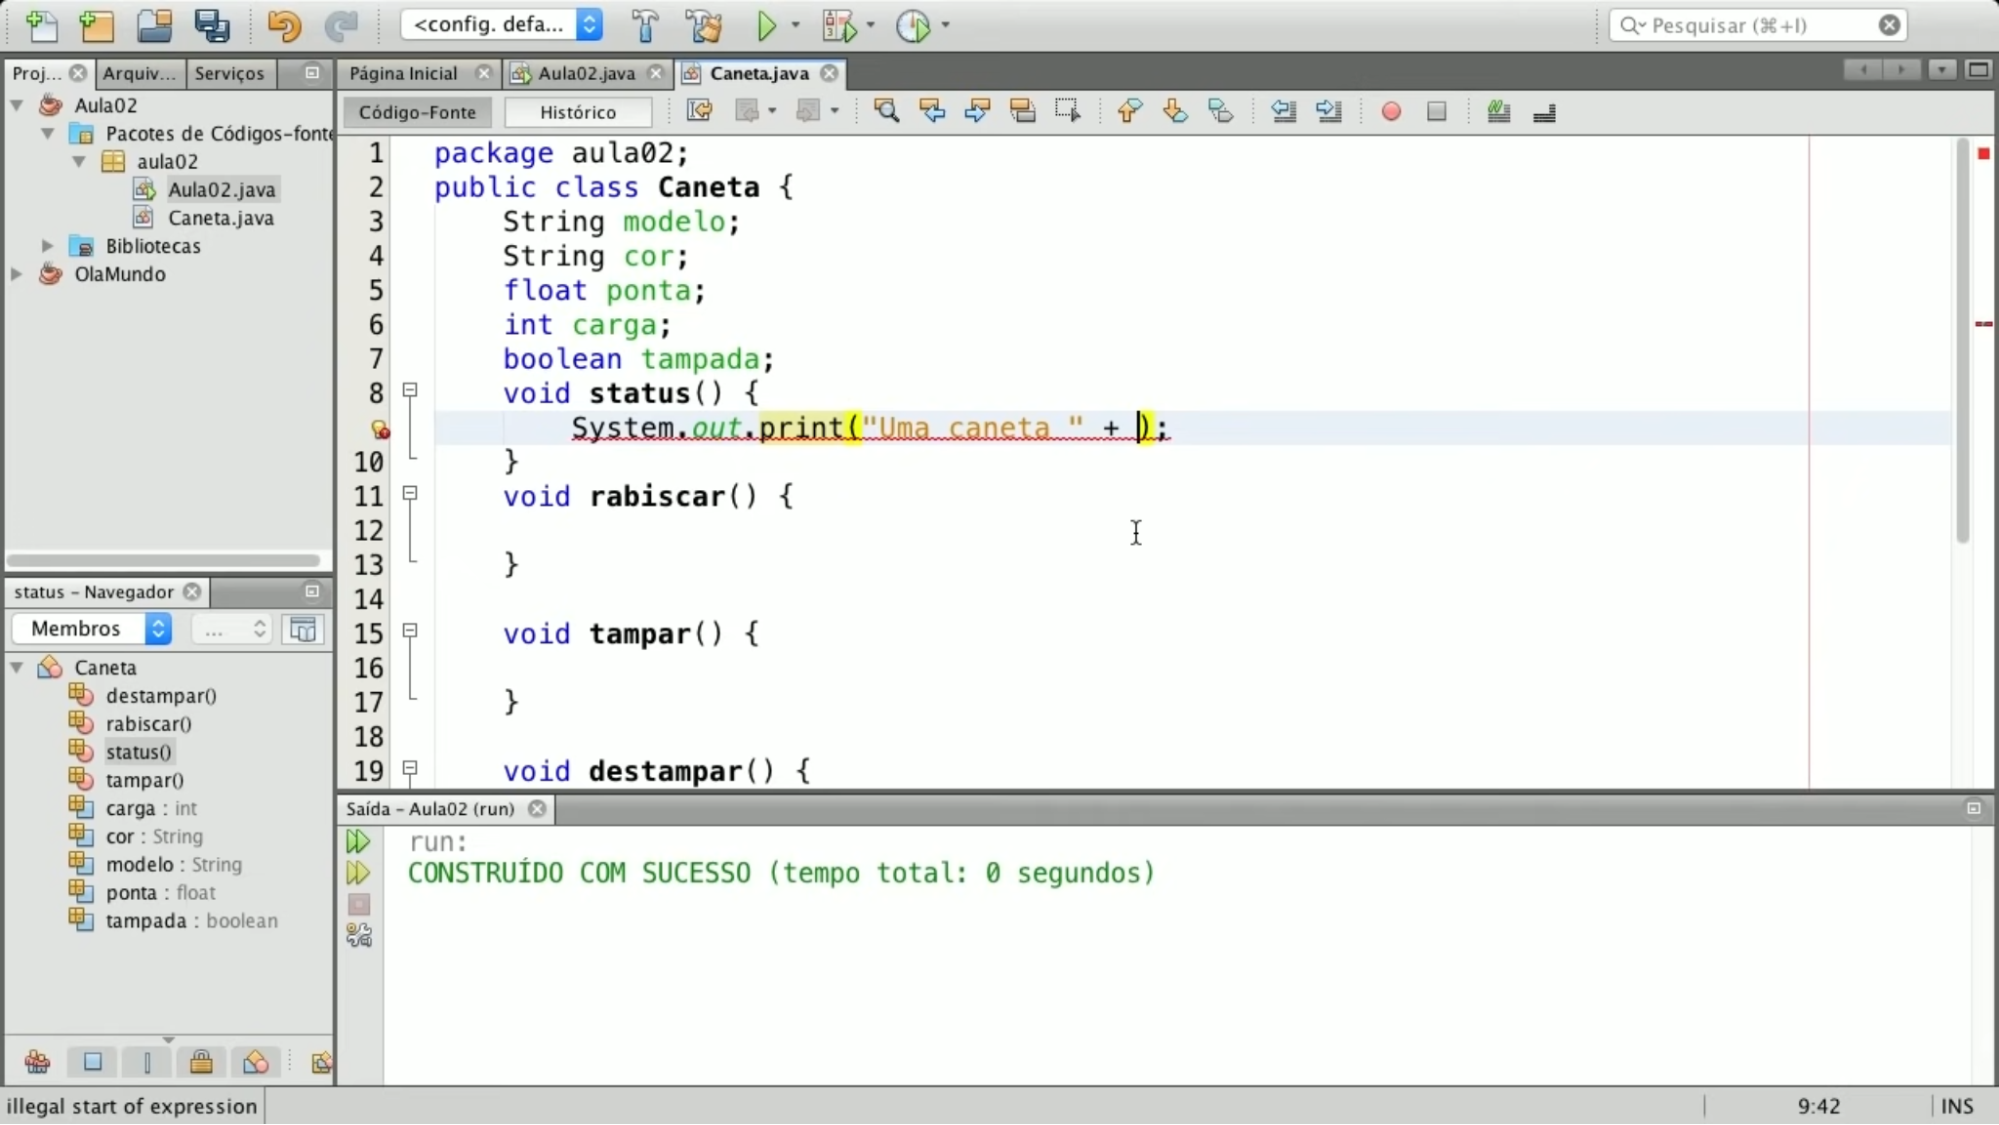 <config. defa...
Pesquisar (⌘+I)
Proj... Arquiv... Serviços
Página Inicial Aula02.java Caneta.java
Código-Fonte Histórico
Aula02
Pacotes de Códigos-fonte
aula02
Aula02.java
Caneta.java
Bibliotecas
OlaMundo
1 package aula02;
2 public class Caneta {
3 String modelo;
4 String cor;
5 float ponta;
6 int carga;
7 boolean tampada;
8 void status() {
System.out.print("Uma caneta " + );
10 }
11 void rabiscar() {
12
13 }
14
15 void tampar() {
16
17 }
18
19 void destampar() {
status - Navegador
Membros ...
Caneta
destampar()
rabiscar()
status()
tampar()
carga : int
cor : String
modelo : String
ponta : float
tampada : boolean
Saída - Aula02 (run)
run:
CONSTRUÍDO COM SUCESSO (tempo total: 0 segundos)
illegal start of expression
9:42 INS